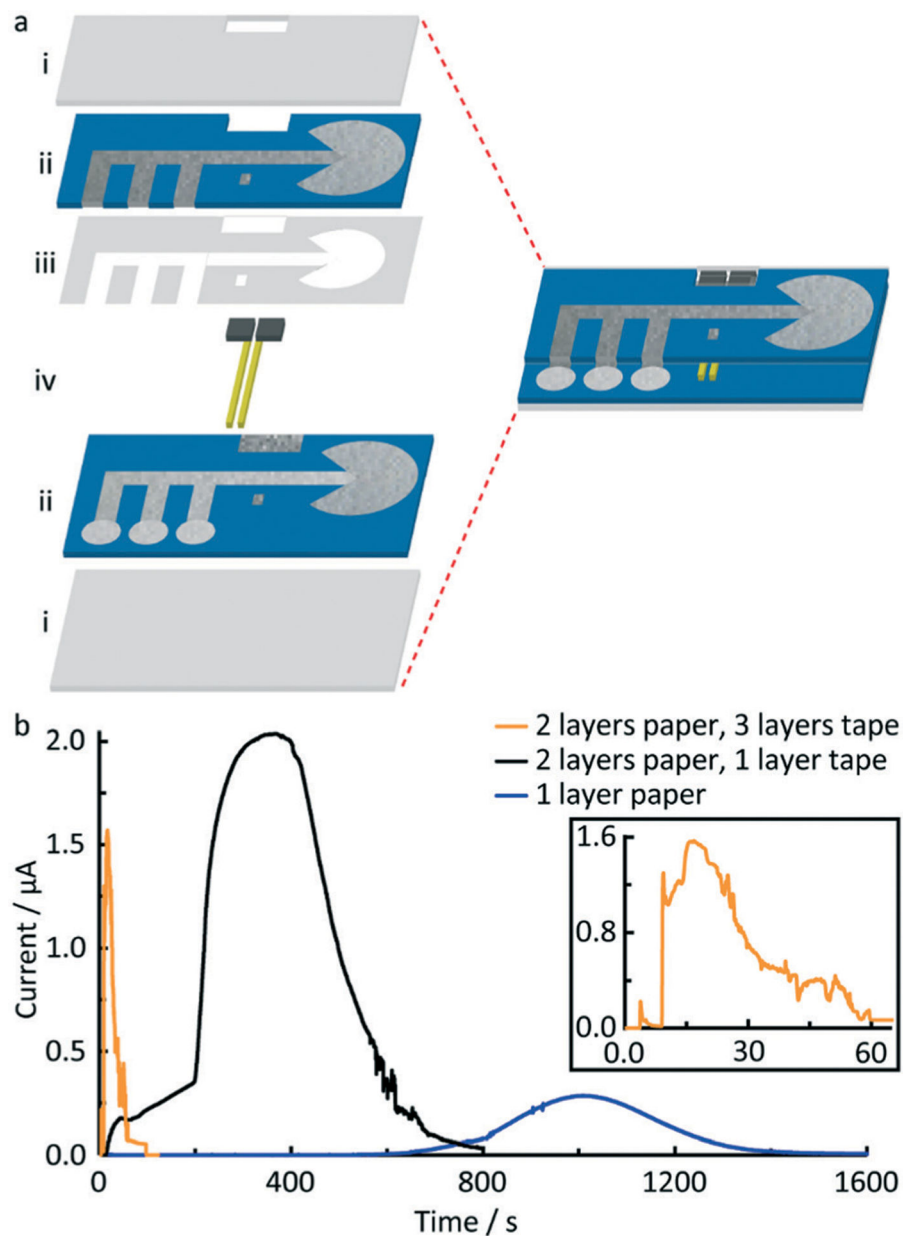 a
i
ii
iii
iv
ii
i
b
2 layers paper, 3 layers tape
2 layers paper, 1 layer tape
1 layer paper
2.0
1.5
1.0
0.5
0.0
Current / μA
1.6
0.8
0.0
0.0 30 60
0 400 800 1200 1600
Time / s